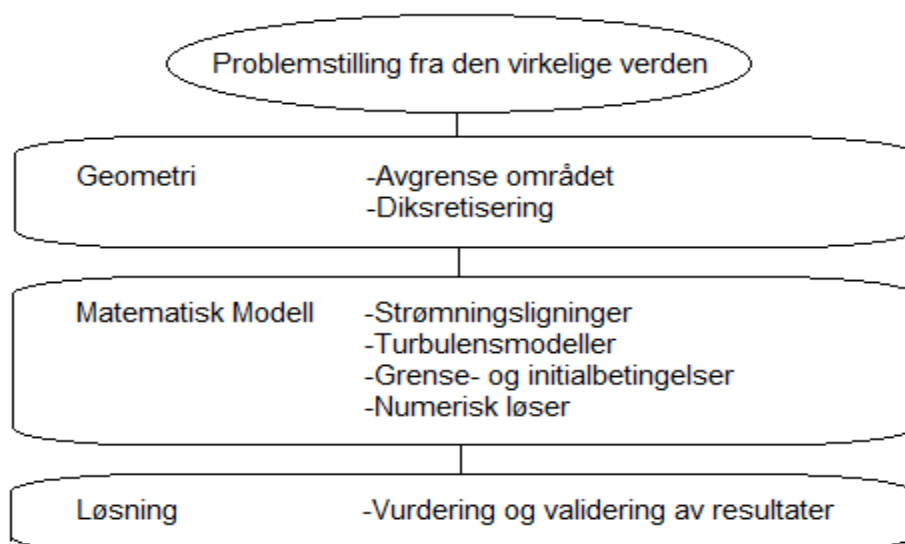 Problemstilling fra den virkelige verden
Geometri -Avgrense området
-Diksretisering
Matematisk Modell -Strømningsligninger
-Turbulensmodeller
-Grense- og initialbetingelser
-Numerisk løser
Løsning -Vurdering og validering av resultater